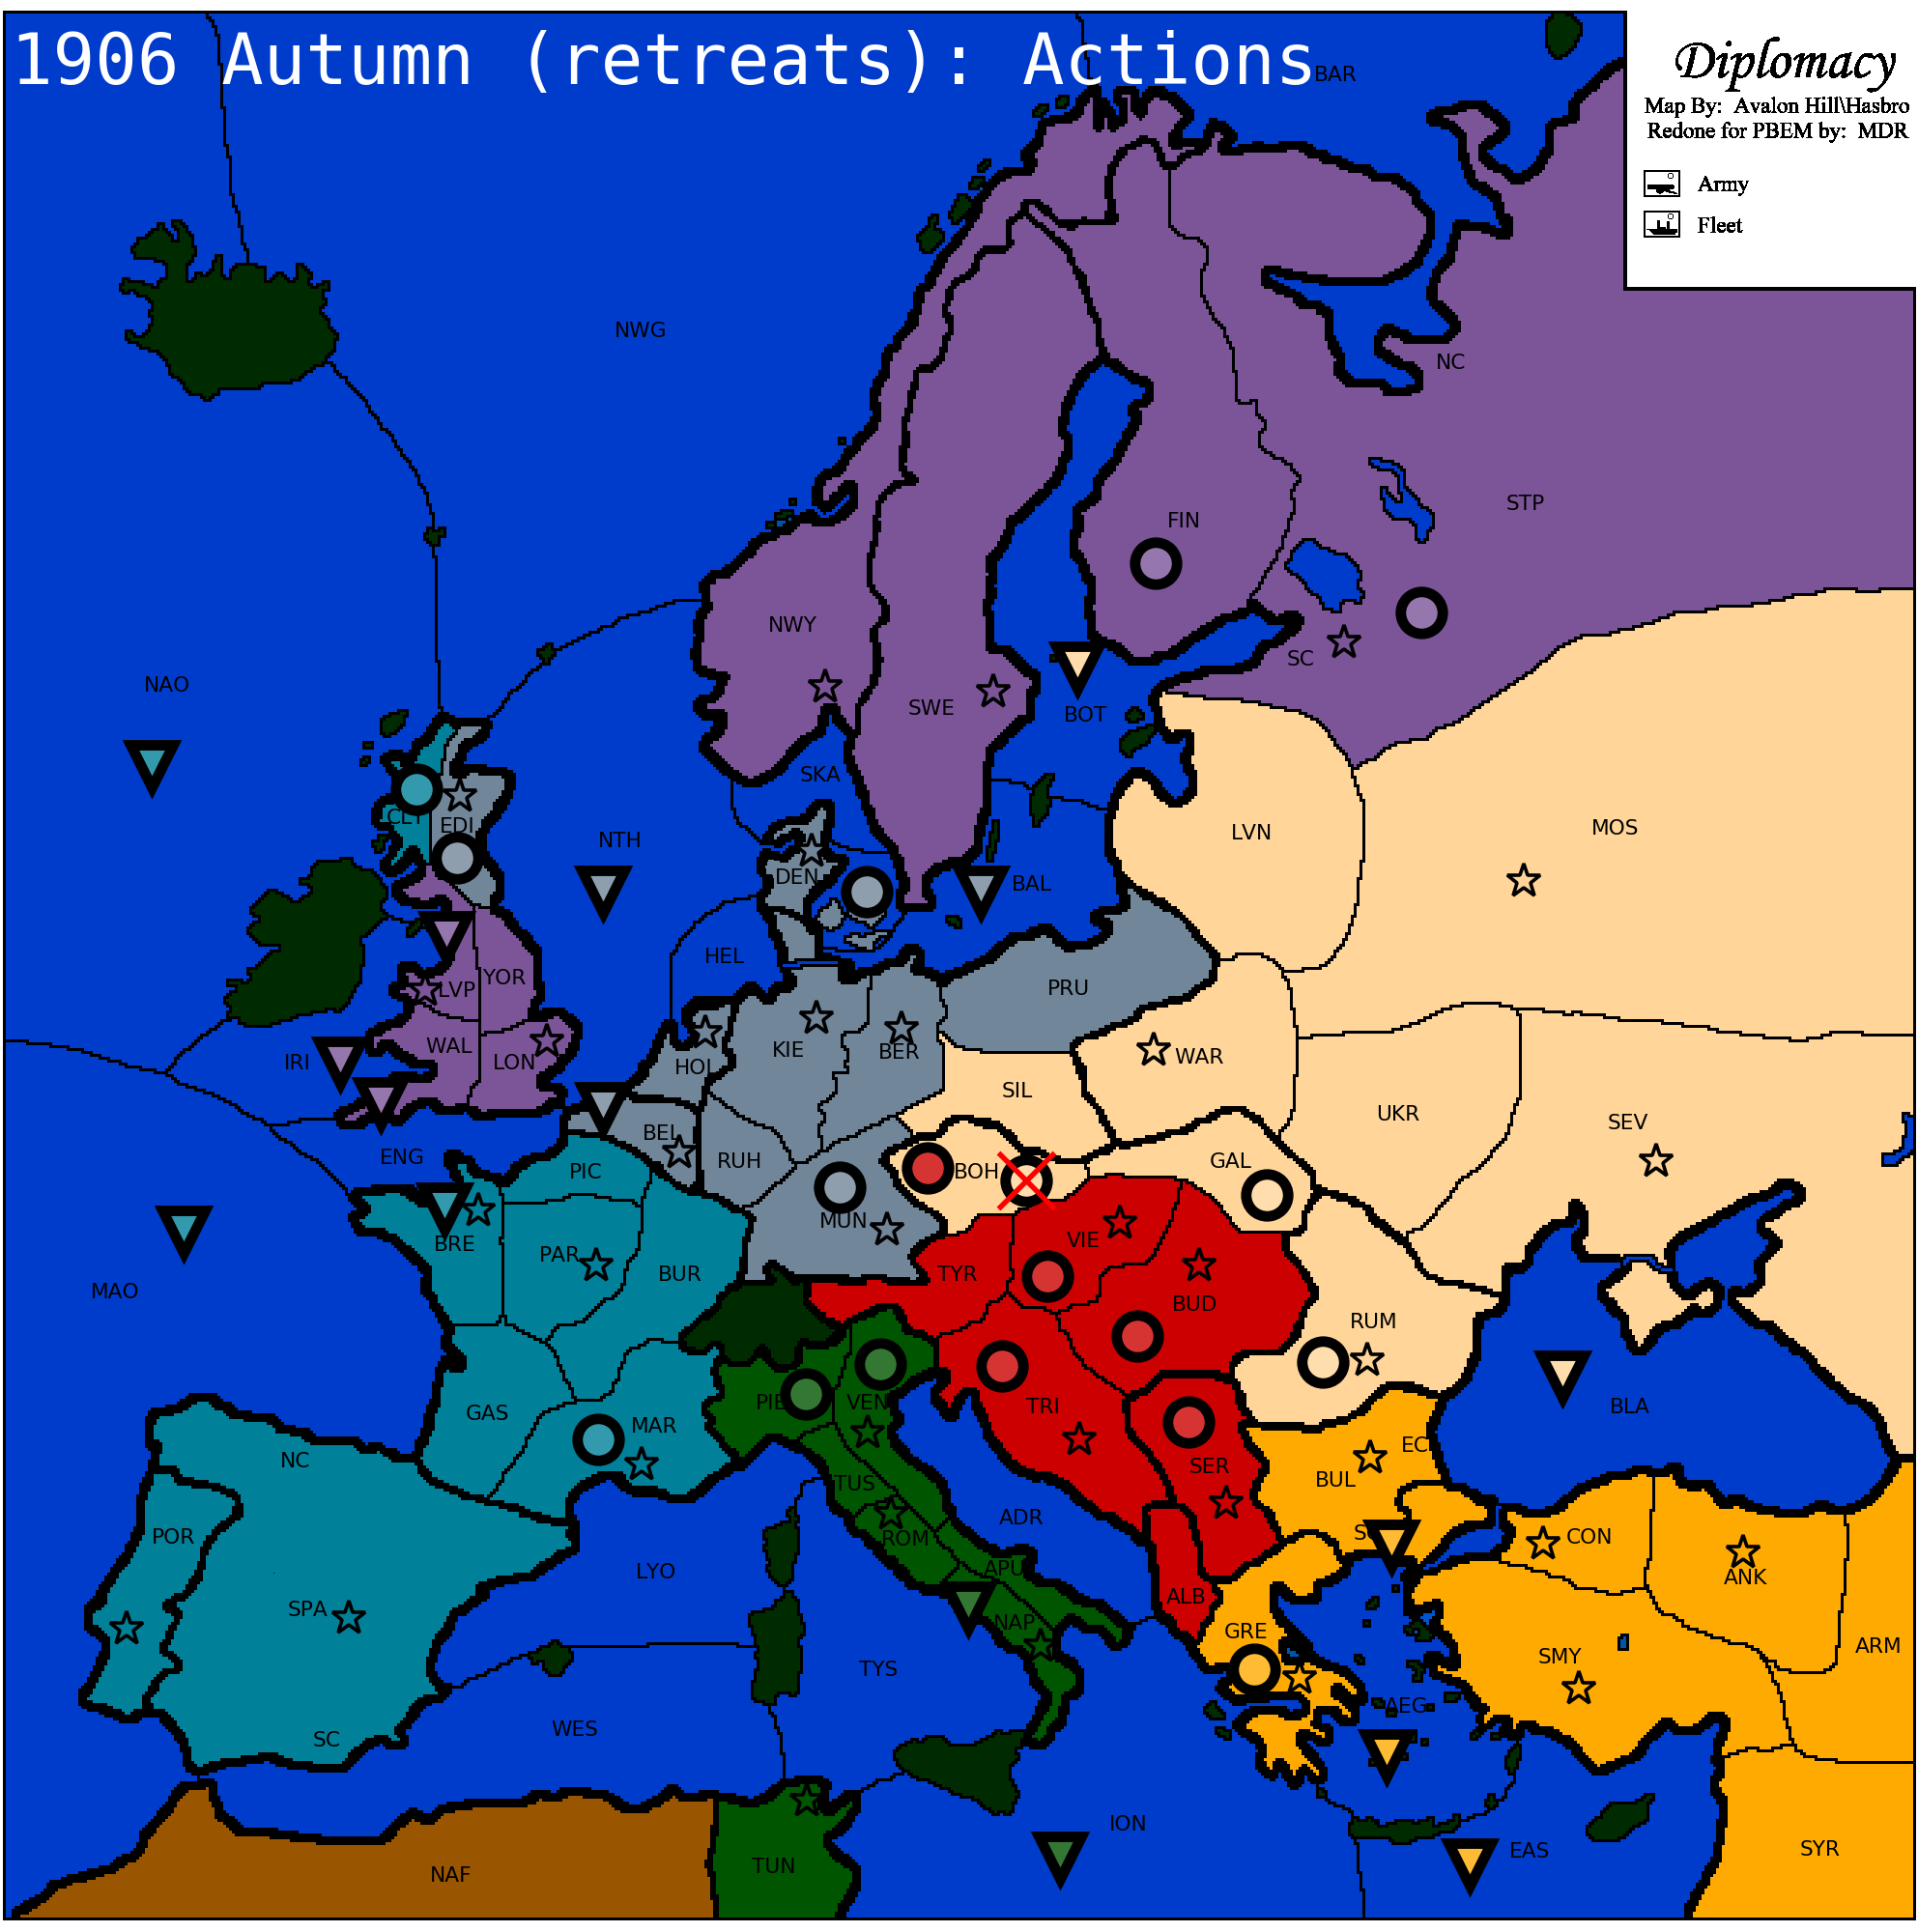 1906 Autumn (retreats): Actions
BAR
Diplomacy
Map By: Avalon Hill\Hasbro
Redone for PBEM by: MDR
Army
Fleet
NWG
NC
STP
FIN
NWY
SC
NAO
SWE
BOT
SKA
CLY
EDI
NTH
LVN
MOS
DEN
BAL
HEL
YOR
LVP
PRU
IRI
WAL
LON
KIE
BER
HOL
WAR
SIL
UKR
SEV
ENG
BEL
PIC
RUH
BOH
GAL
MUN
MAO
BRE
PAR
BUR
TYR
VIE
BUD
RUM
PIE
VEN
TRI
BLA
GAS
MAR
NC
TUS
SER
BUL
EC
POR
ADR
ROM
SC
CON
LYO
APU
ANK
SPA
ALB
NAP
GRE
ARM
TYS
SMY
AEG
WES
SC
ION
EAS
NAF
TUN
SYR